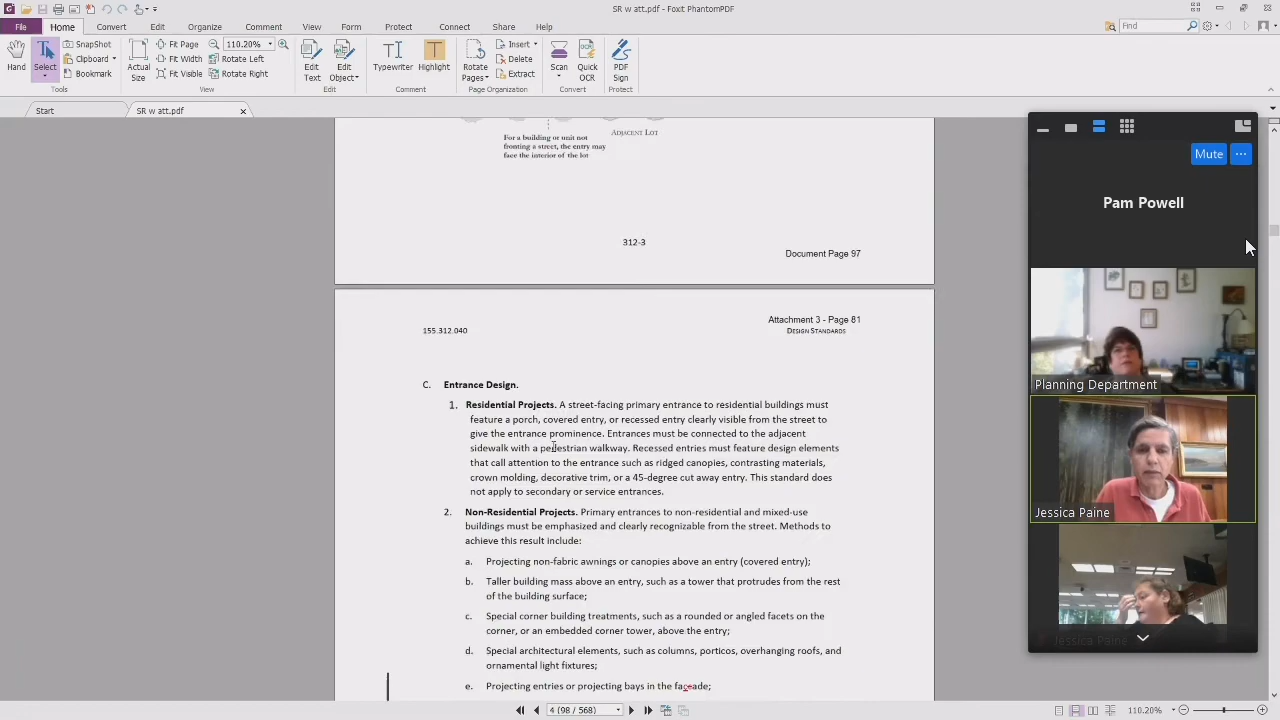 SR w att.pdf - Foxit PhantomPDF
File Home Convert Edit Organize Comment View Form Protect Connect Share Help
Find
Hand
Select
SnapShot
Clipboard
Bookmark
Tools
Actual
Size
Fit Page
Fit Width
Fit Visible
110.20%
Rotate Left
Rotate Right
View
Edit
Text
Edit
Object
Edit
Typewriter
Highlight
Comment
Rotate
Pages
Insert
Delete
Extract
Page Organization
Scan
Quick
OCR
Convert
PDF
Sign
Protect
Start
SR w att.pdf
For a building or unit not
fronting a street, the entry may
face the interior of the lot
ADJACENT LOT
312-3
Document Page 97
Attachment 3 - Page 81
155.312.040
DESIGN STANDARDS
C. Entrance Design.
1. Residential Projects. A street-facing primary entrance to residential buildings must
feature a porch, covered entry, or recessed entry clearly visible from the street to
give the entrance prominence. Entrances must be connected to the adjacent
sidewalk with a pedestrian walkway. Recessed entries must feature design elements
that call attention to the entrance such as ridged canopies, contrasting materials,
crown molding, decorative trim, or a 45-degree cut away entry. This standard does
not apply to secondary or service entrances.
2. Non-Residential Projects. Primary entrances to non-residential and mixed-use
buildings must be emphasized and clearly recognizable from the street. Methods to
achieve this result include:
a. Projecting non-fabric awnings or canopies above an entry (covered entry);
b. Taller building mass above an entry, such as a tower that protrudes from the rest
of the building surface;
c. Special corner building treatments, such as a rounded or angled facets on the
corner, or an embedded corner tower, above the entry;
d. Special architectural elements, such as columns, porticos, overhanging roofs, and
ornamental light fixtures;
e. Projecting entries or projecting bays in the
4 (98 / 568)
110.20%
Mute
...
Pam Powell
Planning Department
Jessica Paine
Jessica Paine